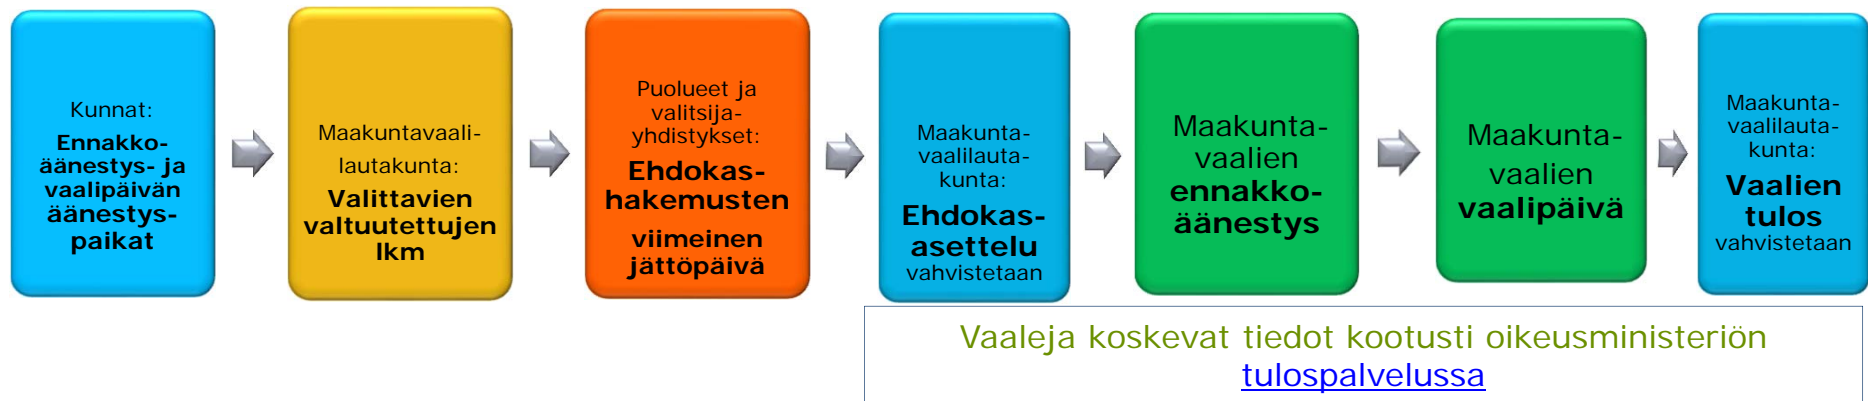 Kunnat:
Ennakko-
äänestys- ja
vaalipäivän
äänestys-
paikat
Maakuntavaali-
lautakunta:
Valittavien
valtuutettujen
lkm
Puolueet ja
valitsija-
yhdistykset:
Ehdokas-
hakemusten
viimeinen
jättöpäivä
Maakunta-
vaalilauta-
kunta:
Ehdokas-
asettelu
vahvistetaan
Maakunta-
vaalien
ennakko-
äänestys
Maakunta-
vaalien
vaalipäivä
Maakunta-
vaalilauta-
kunta:
Vaalien
tulos
vahvistetaan
Vaaleja koskevat tiedot kootusti oikeusministeriön
tulospalvelussa